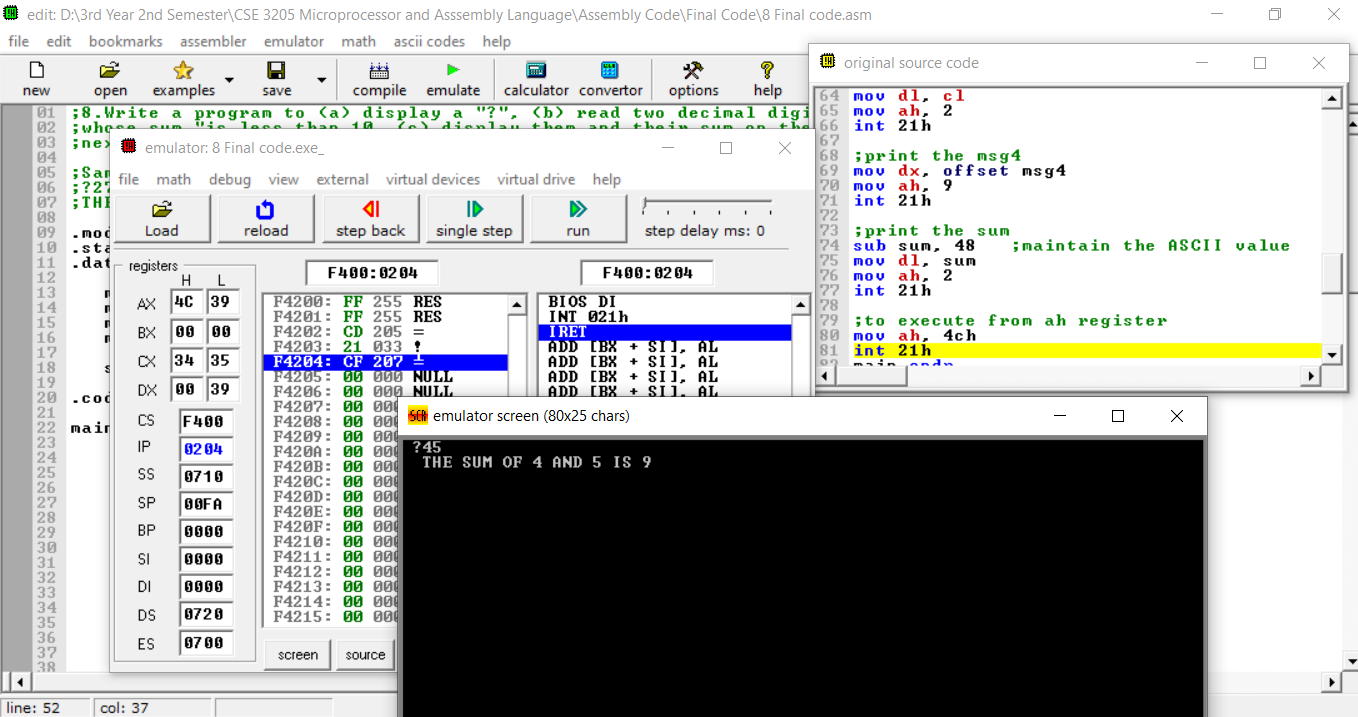 edit: D:\3rd Year 2nd Semester\CSE 3205 Microprocessor and Asssembly Language\Assembly Code\Final Code\8 Final code.asm
file edit bookmarks assembler emulator math ascii codes help
new open examples save compile emulate calculator convertor options help
01 ;8.Write a program to (a) display a "?", (b) read two decimal digi
02 ;whose sum "is less than 10, (c) display them and their sum on the
03 ;nex
04
05 ;Sam
06 ;?27
07 ;THE
08
09 .mod
10 .sta
11 .dat
12
13 m
14 m
15 m
16 m
17
18 s
19
20 .cod
21
22 main
23
24
25
26
27
28
29
30
31
32
33
34
35
36
37
38
line: 52 col: 37
emulator: 8 Final code.exe_
file math debug view external virtual devices virtual drive help
Load reload step back single step run step delay ms: 0
registers
H L
AX 4C 39
BX 00 00
CX 34 35
DX 00 39
CS F400
IP 0204
SS 0710
SP 00FA
BP 0000
SI 0000
DI 0000
DS 0720
ES 0700
F400:0204 F400:0204
F4200: FF 255 RES
F4201: FF 255 RES
F4202: CD 205 =
F4203: 21 033 !
F4204: CF 207 ╧
F4205: 00 000 NULL
F4206: 00 000 NULL
F4207: 00 000
F4208: 00 000
F4209: 00 000
F420A: 00 000
F420B: 00 000
F420C: 00 000
F420D: 00 000
F420E: 00 000
F420F: 00 000
F4210: 00 000
F4211: 00 000
F4212: 00 000
F4213: 00 000
F4214: 00 000
F4215: 00 000
BIOS DI
INT 021h
IRET
ADD [BX + SI], AL
ADD [BX + SI], AL
ADD [BX + SI], AL
ADD [BX + SI], AL
screen source
original source code
64 mov dl, cl
65 mov ah, 2
66 int 21h
67
68 ;print the msg4
69 mov dx, offset msg4
70 mov ah, 9
71 int 21h
72
73 ;print the sum
74 sub sum, 48 ;maintain the ASCII value
75 mov dl, sum
76 mov ah, 2
77 int 21h
78
79 ;to execute from ah register
80 mov ah, 4ch
81 int 21h
82 main endp
emulator screen (80x25 chars)
?45
THE SUM OF 4 AND 5 IS 9